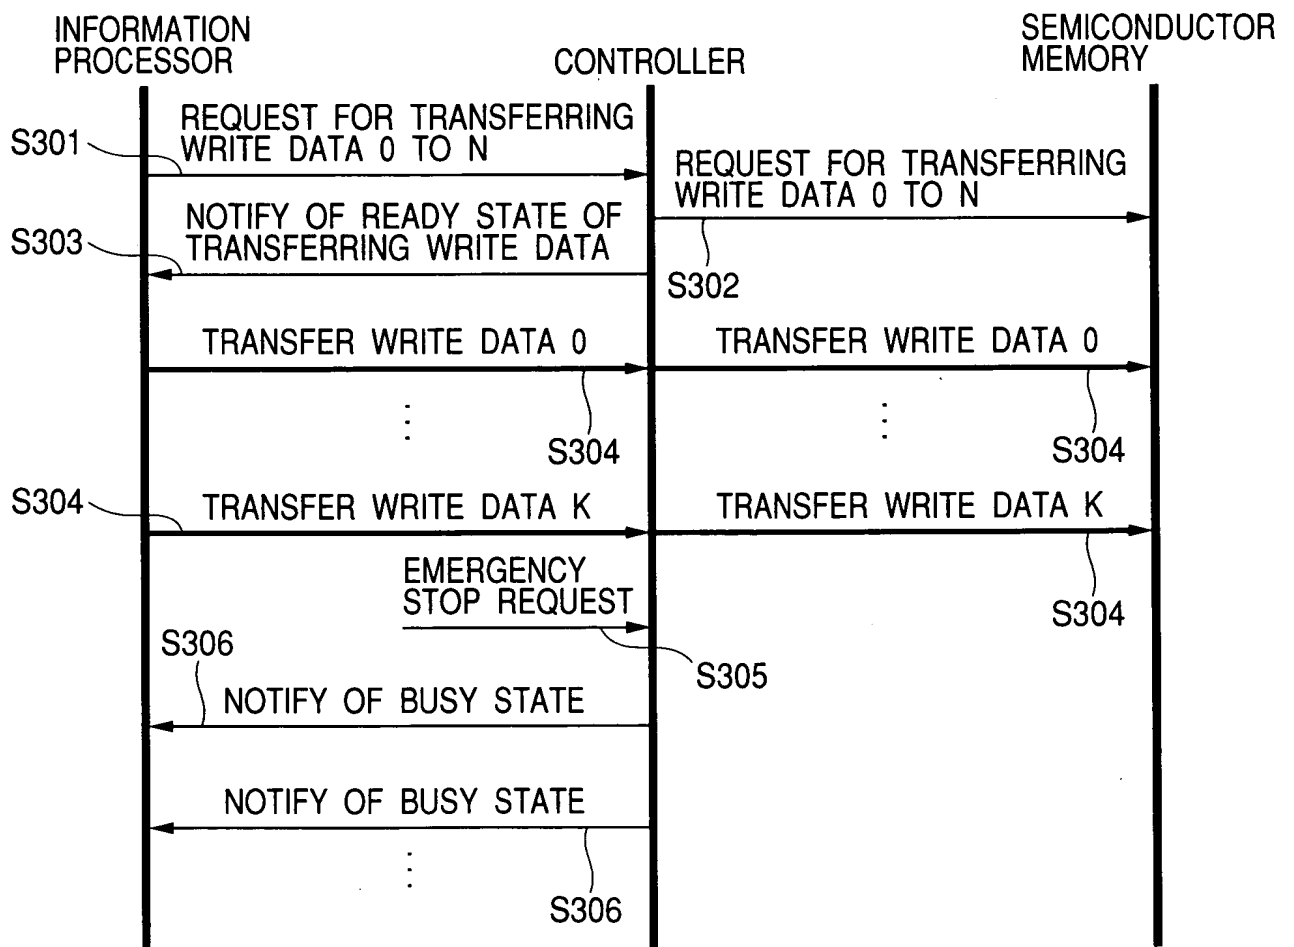 INFORMATION
PROCESSOR
CONTROLLER
SEMICONDUCTOR
MEMORY
REQUEST FOR TRANSFERRING
WRITE DATA 0 TO N
S301
REQUEST FOR TRANSFERRING
WRITE DATA 0 TO N
S302
NOTIFY OF READY STATE OF
TRANSFERRING WRITE DATA
S303
TRANSFER WRITE DATA 0
S304
TRANSFER WRITE DATA 0
S304
S304
TRANSFER WRITE DATA K
TRANSFER WRITE DATA K
S304
EMERGENCY
STOP REQUEST
S305
S306
NOTIFY OF BUSY STATE
NOTIFY OF BUSY STATE
S306